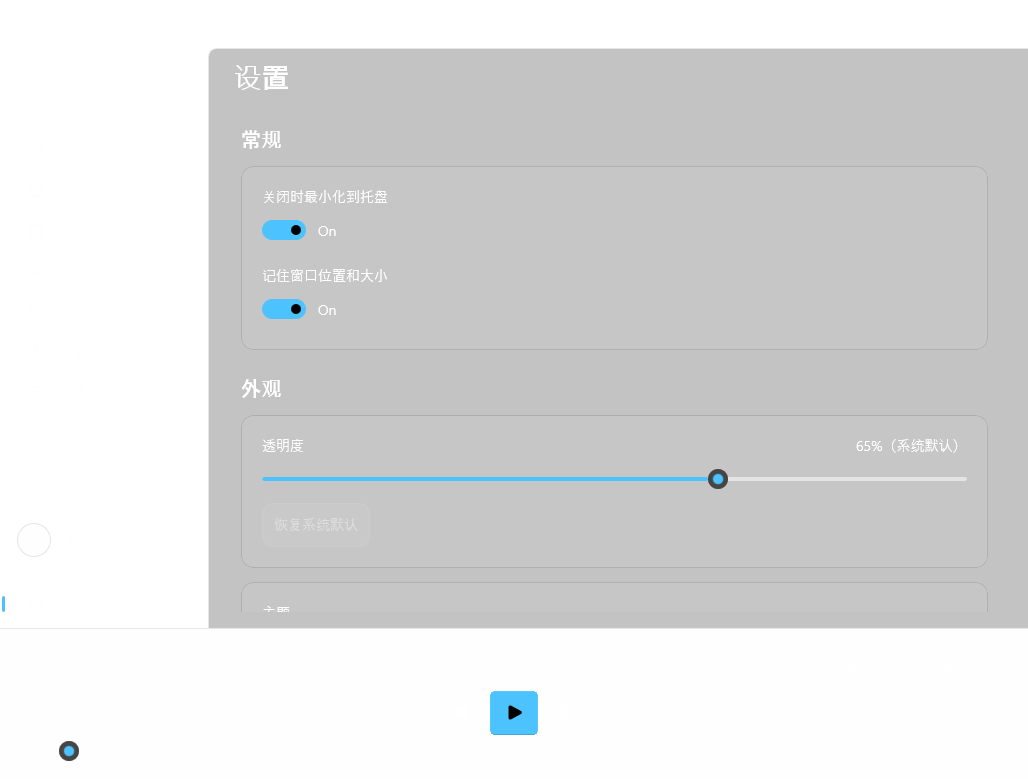 设置
常规
关闭时最小化到托盘
On
记住窗口位置和大小
On
外观
透明度
65%（系统默认）
恢复系统默认
主题